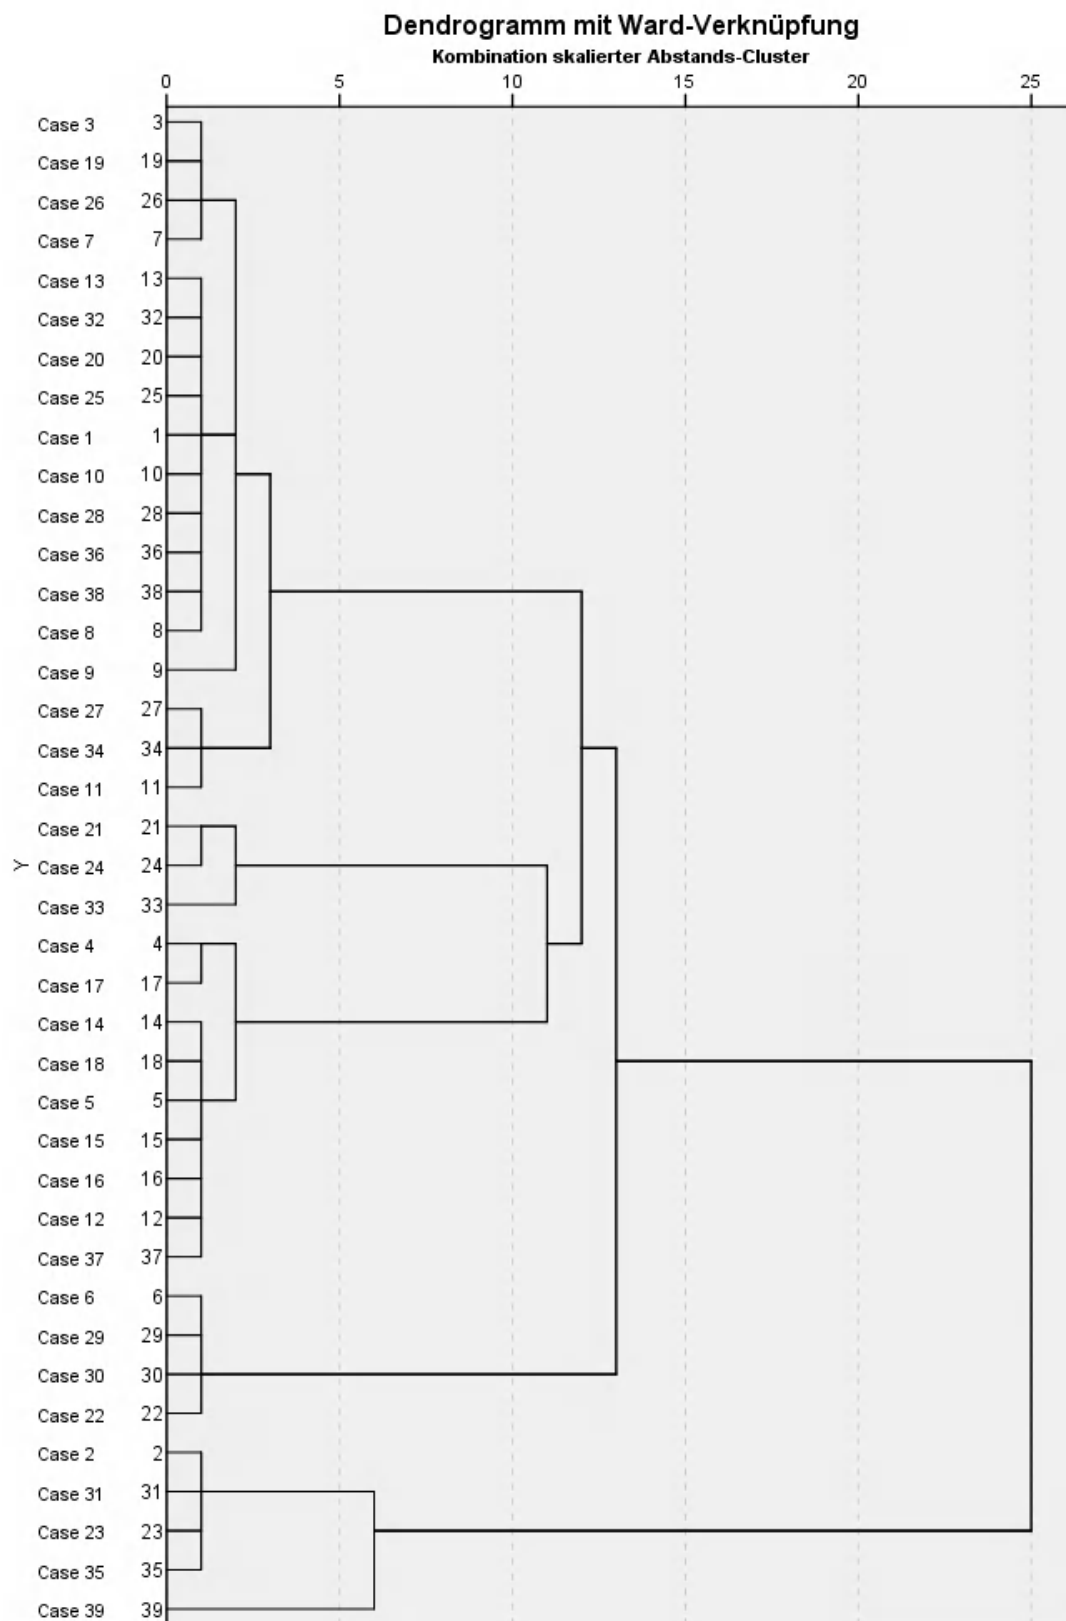 Dendrogramm mit Ward-Verknüpfung
Kombination skalierter Abstands-Cluster
0 5 10 15 20 25
Case 3 3
Case 19 19
Case 26 26
Case 7 7
Case 13 13
Case 32 32
Case 20 20
Case 25 25
Case 1 1
Case 10 10
Case 28 28
Case 36 36
Case 38 38
Case 8 8
Case 9 9
Case 27 27
Case 34 34
Case 11 11
Case 21 21
Y
Case 24 24
Case 33 33
Case 4 4
Case 17 17
Case 14 14
Case 18 18
Case 5 5
Case 15 15
Case 16 16
Case 12 12
Case 37 37
Case 6 6
Case 29 29
Case 30 30
Case 22 22
Case 2 2
Case 31 31
Case 23 23
Case 35 35
Case 39 39